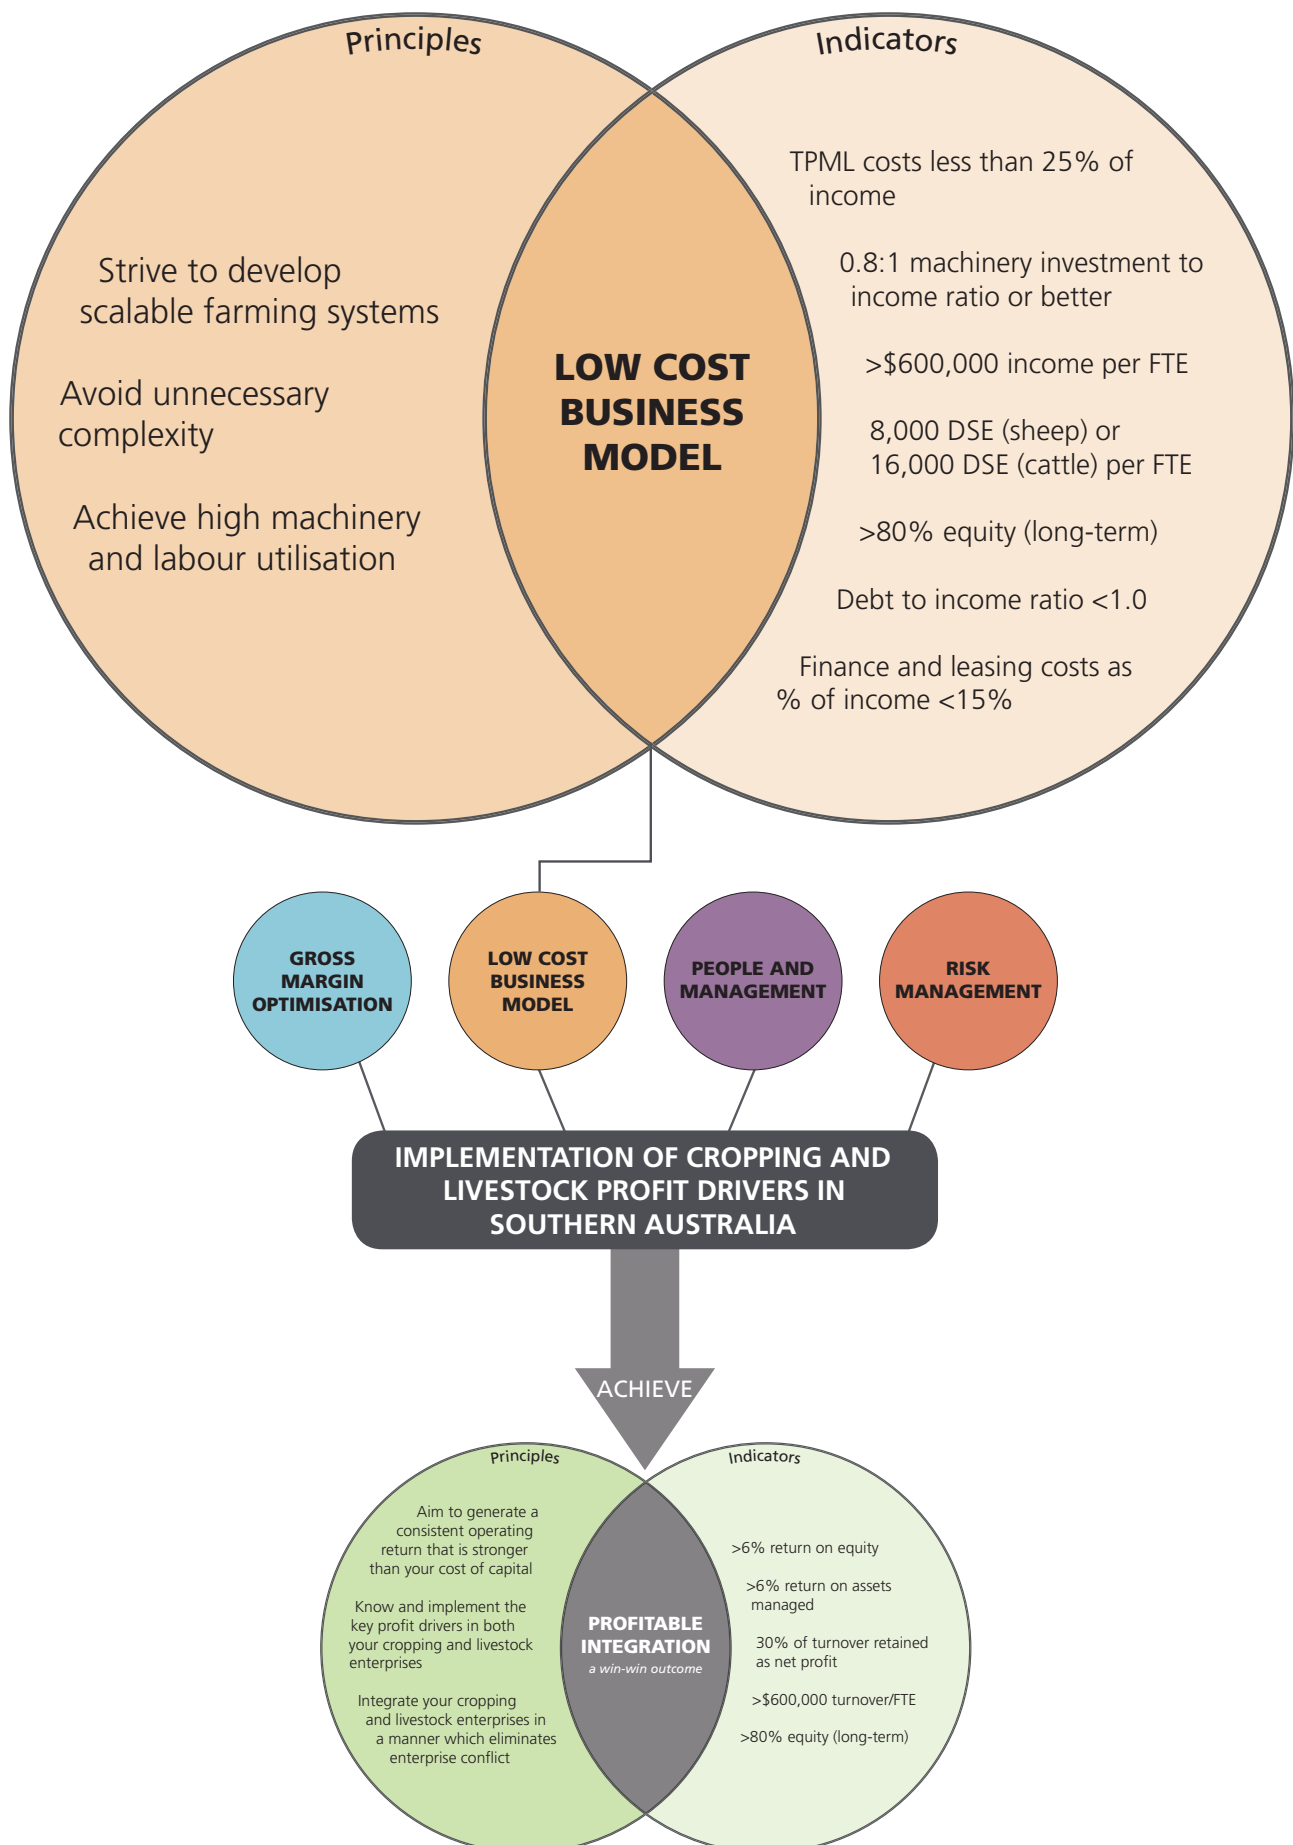 Principles
Strive to develop
scalable farming systems
Avoid unnecessary
complexity
Achieve high machinery
and labour utilisation
LOW COST
BUSINESS
MODEL
Indicators
TPML costs less than 25% of
income
0.8:1 machinery investment to
income ratio or better
>$600,000 income per FTE
8,000 DSE (sheep) or
16,000 DSE (cattle) per FTE
>80% equity (long-term)
Debt to income ratio <1.0
Finance and leasing costs as
% of income <15%
GROSS
MARGIN
OPTIMISATION
LOW COST
BUSINESS
MODEL
PEOPLE AND
MANAGEMENT
RISK
MANAGEMENT
IMPLEMENTATION OF CROPPING AND
LIVESTOCK PROFIT DRIVERS IN
SOUTHERN AUSTRALIA
ACHIEVE
Principles
Aim to generate a
consistent operating
return that is stronger
than your cost of capital
Know and implement the
key profit drivers in both
your cropping and livestock
enterprises
Integrate your cropping
and livestock enterprises in
a manner which eliminates
enterprise conflict
PROFITABLE
INTEGRATION
a win-win outcome
Indicators
>6% return on equity
>6% return on assets
managed
30% of turnover retained
as net profit
>$600,000 turnover/FTE
>80% equity (long-term)